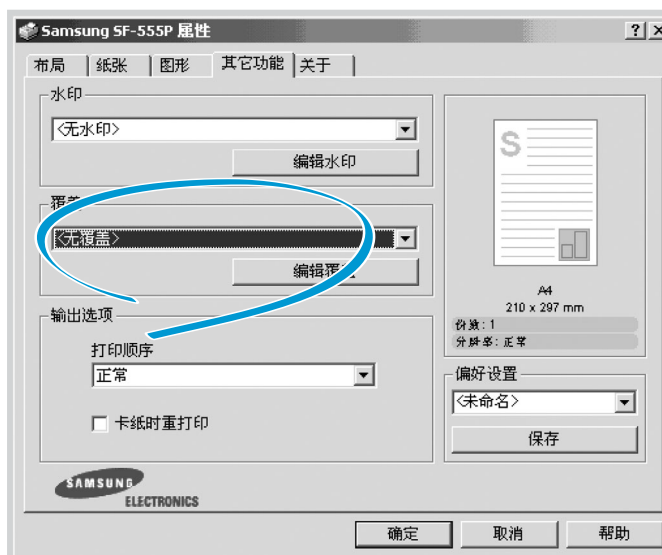 Samsung SF-555P 属性
布局 纸张 图形 其它功能 关于
水印
<无水印>
编辑水印
覆盖
<无覆盖>
编辑覆盖
输出选项
打印顺序
正常
卡纸时重打印
S
A4
210 x 297 mm
份数:1
分辨率:正常
偏好设置
<未命名>
保存
SAMSUNG
ELECTRONICS
确定 取消 帮助